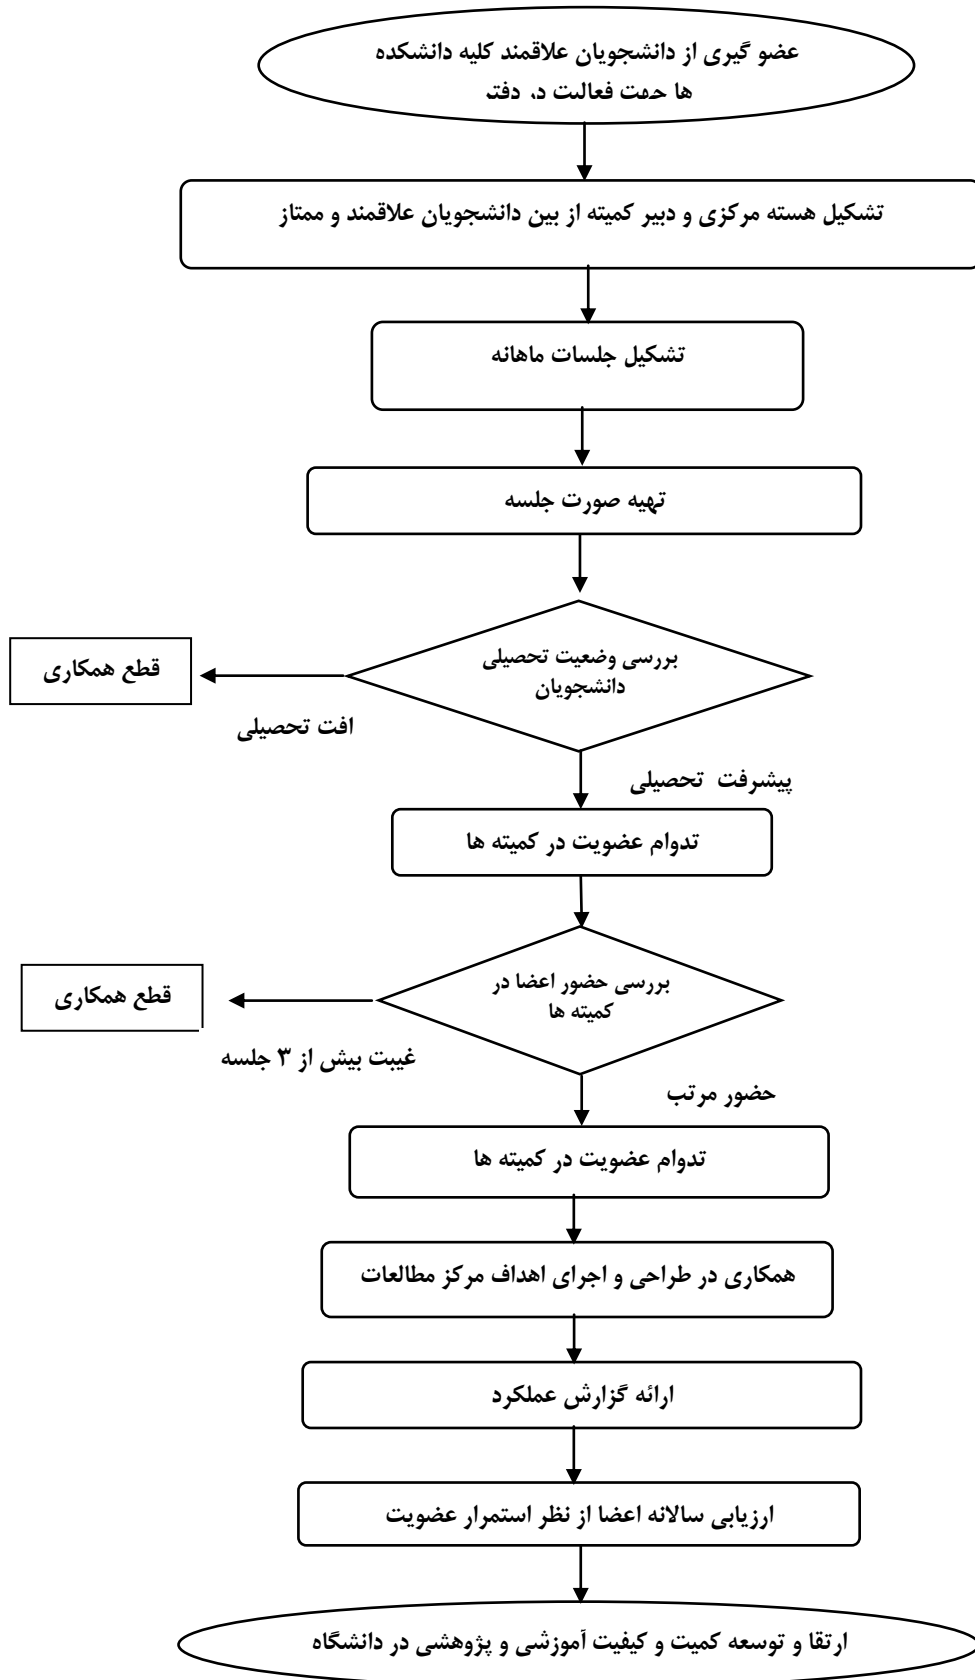 عضو گیری از دانشجویان علاقمند کلیه دانشکده
ها جهت فعالیت در دفتر
تشکیل هسته مرکزی و دبیر کمیته از بین دانشجویان علاقمند و ممتاز
تشکیل جلسات ماهانه
تهیه صورت جلسه
بررسی وضعیت تحصیلی
دانشجویان
قطع همکاری
افت تحصیلی
پیشرفت تحصیلی
تدوام عضویت در کمیته ها
بررسی حضور اعضا در
کمیته ها
قطع همکاری
غیبت بیش از ۳ جلسه
حضور مرتب
تدوام عضویت در کمیته ها
همکاری در طراحی و اجرای اهداف مرکز مطالعات
ارائه گزارش عملکرد
ارزیابی سالانه اعضا از نظر استمرار عضویت
ارتقا و توسعه کمیت و کیفیت آموزشی و پژوهشی در دانشگاه